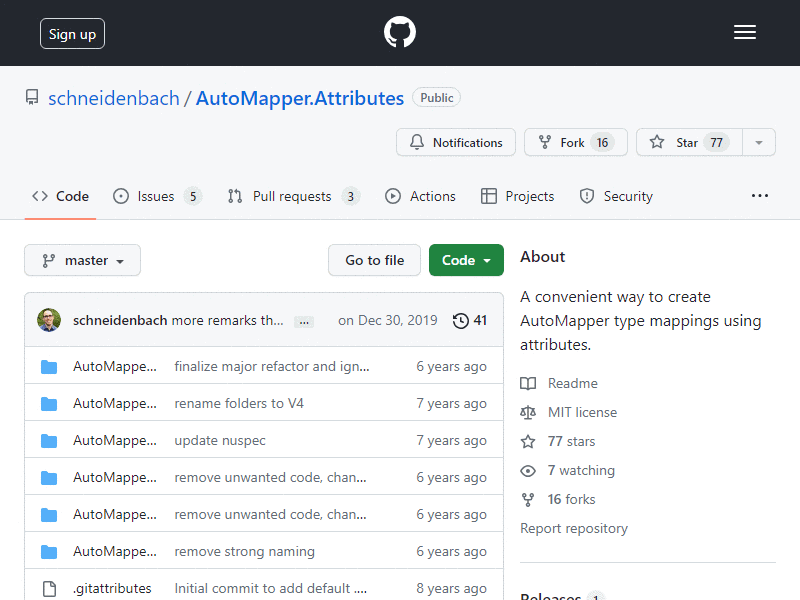 Sign up
schneidenbach / AutoMapper.Attributes Public
Notifications Fork 16 Star 77
Code Issues 5 Pull requests 3 Actions Projects Security ...
master Go to file Code
schneidenbach more remarks th... ... on Dec 30, 2019 41
AutoMappe... finalize major refactor and ign... 6 years ago
AutoMappe... rename folders to V4 7 years ago
AutoMappe... update nuspec 7 years ago
AutoMappe... remove unwanted code, chan... 6 years ago
AutoMappe... remove unwanted code, chan... 6 years ago
AutoMappe... remove strong naming 6 years ago
.gitattributes Initial commit to add default .... 8 years ago
About
A convenient way to create
AutoMapper type mappings using
attributes.
Readme
MIT license
77 stars
7 watching
16 forks
Report repository
Releases 1